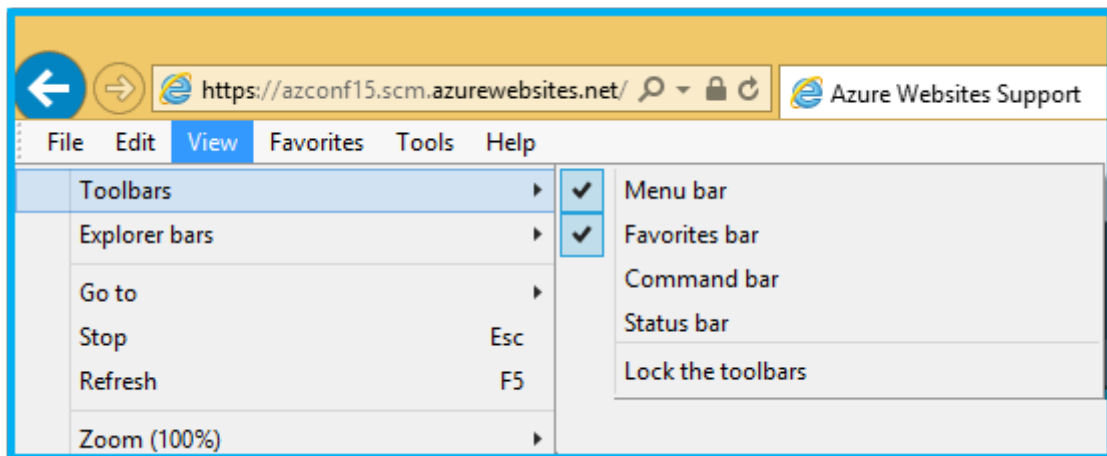 https://azconf15.scm.azurewebsites.net/
Azure Websites Support
File Edit View Favorites Tools Help
Toolbars
Menu bar
Explorer bars
Favorites bar
Command bar
Go to
Status bar
Stop Esc
Refresh F5
Lock the toolbars
Zoom (100%)